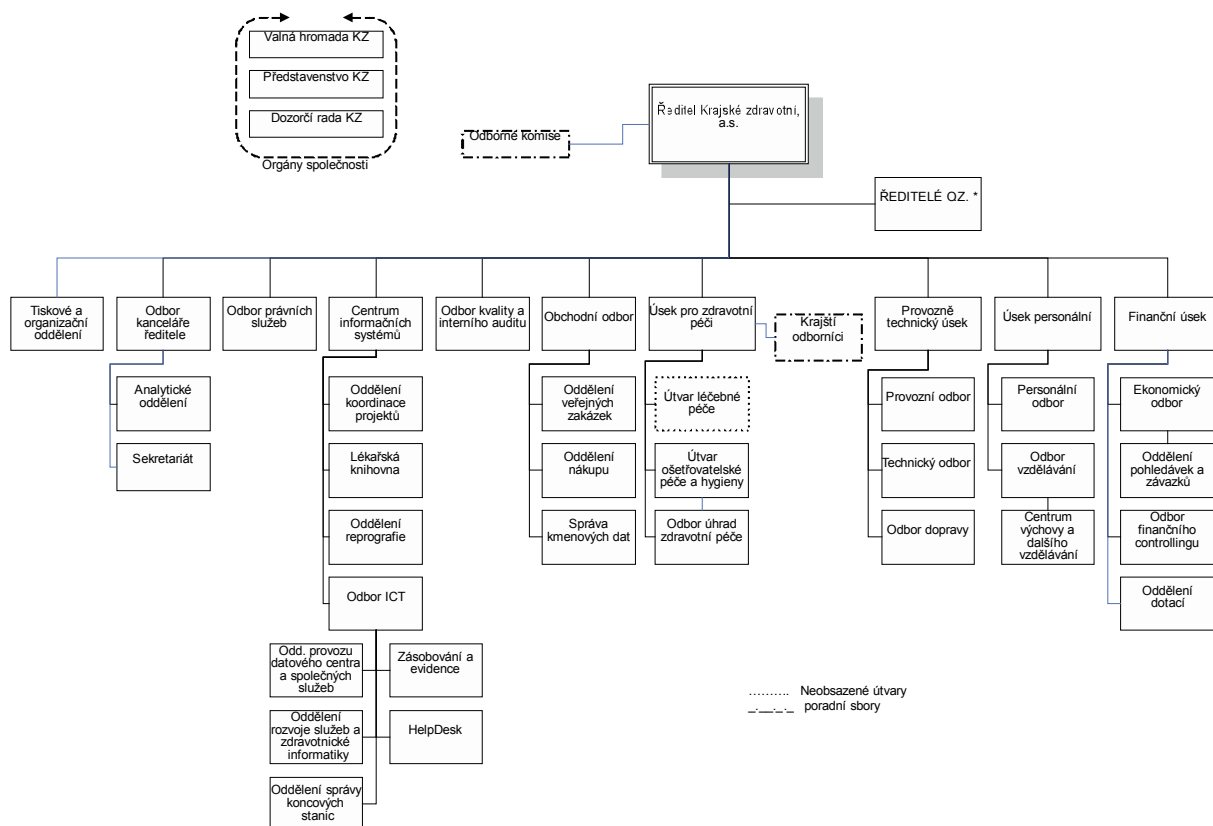 Valná hromada KZ
Představenstvo KZ
Dozorčí rada KZ
Orgány společnosti
Odborné komise
Ředitel Krajské zdravotní,
a.s.
ŘEDITELÉ OZ. *
Tiskové a
organizační
oddělení
Odbor
kanceláře
ředitele
Odbor právních
služeb
Centrum
informačních
systémů
Odbor kvality a
interního auditu
Obchodní odbor
Úsek pro zdravotní
péči
Krajští
odborníci
Provozně
technický úsek
Úsek personální
Finanční úsek
Analytické
oddělení
Sekretariát
Oddělení
koordinace
projektů
Lékařská
knihovna
Oddělení
reprografie
Odbor ICT
Odd. provozu
datového centra
a společných
služeb
Zásobování a
evidence
Oddělení
rozvoje služeb a
zdravotnické
informatiky
HelpDesk
Oddělení správy
koncových
stanic
Oddělení
veřejných
zakázek
Oddělení
nákupu
Správa
kmenových dat
Útvar léčebné
péče
Útvar
ošetřovatelské
péče a hygieny
Odbor úhrad
zdravotní péče
Provozní odbor
Technický odbor
Odbor dopravy
Personální
odbor
Odbor
vzdělávání
Centrum
výchovy a
dalšího
vzdělávání
Ekonomický
odbor
Oddělení
pohledávek a
závazků
Odbor
finančního
controllingu
Oddělení
dotací
.......... Neobsazené útvary
_.__._._ poradní sbory